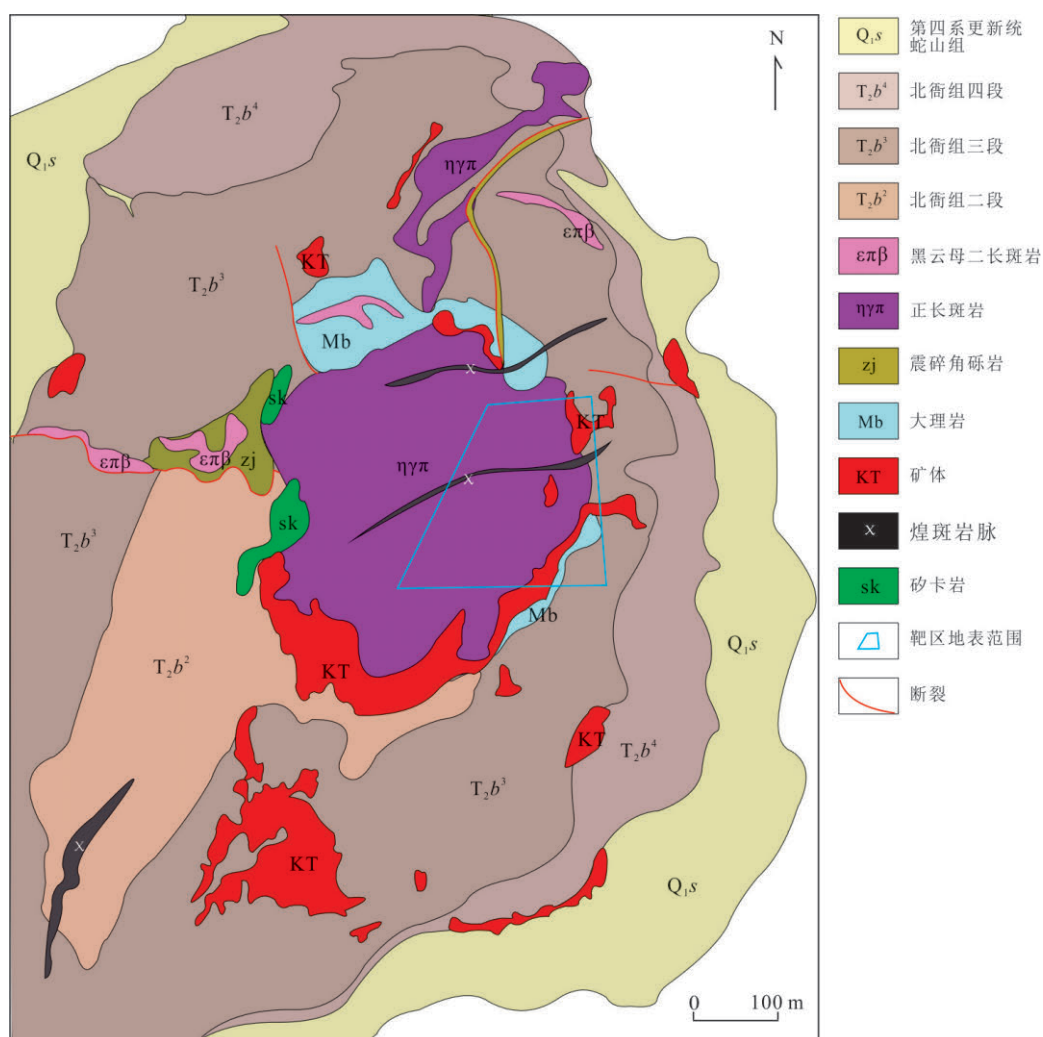 N
T₂b⁴
Q₁s
ηγπ
επβ
KT
T₂b³
Mb
x
sk
KT
επβ
zj
επβ
ηγπ
x
T₂b³
sk
Mb
T₂b²
KT
Q₁s
KT
T₂b⁴
T₂b³
x
KT
Q₁s
0 100 m
Q₁s 第四系更新统
蛇山组
T₂b⁴ 北衙组四段
T₂b³ 北衙组三段
T₂b² 北衙组二段
επβ 黑云母二长斑岩
ηγπ 正长斑岩
zj 震碎角砾岩
Mb 大理岩
KT 矿体
x 煌斑岩脉
sk 矽卡岩
靶区地表范围
断裂